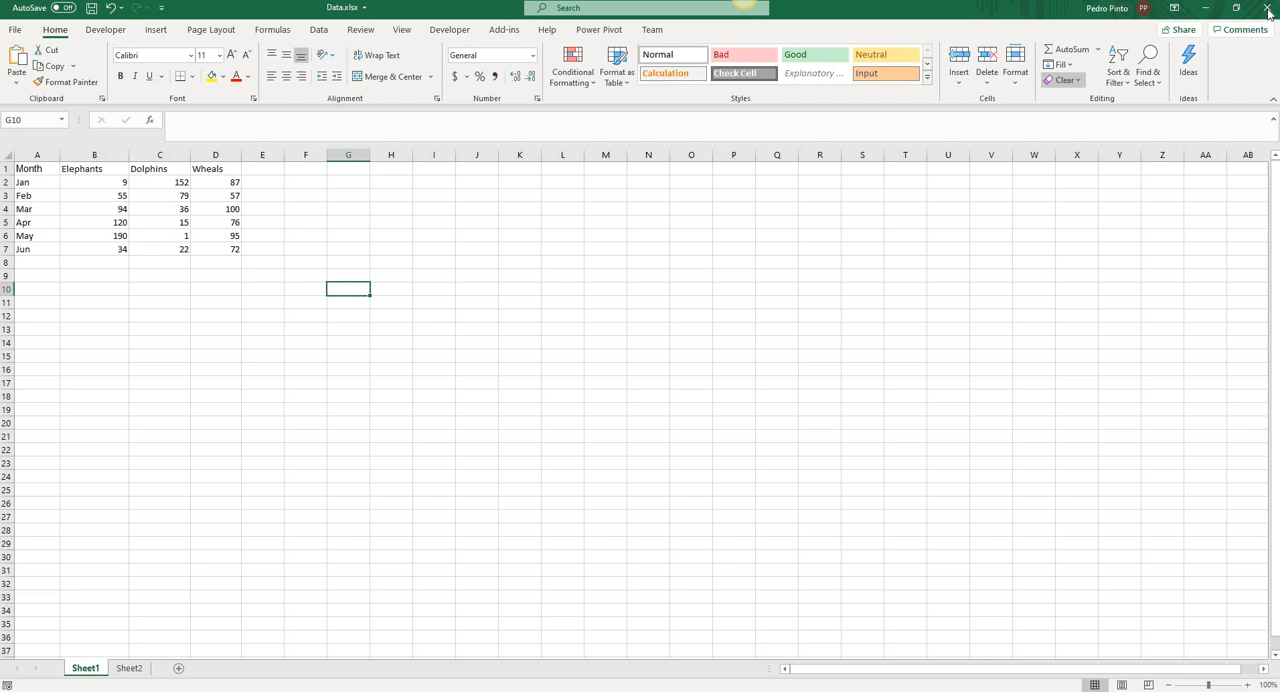 AutoSave Off Data.xlsx Search Pedro Pinto PP
File Home Developer Insert Page Layout Formulas Data Review View Developer Add-ins Help Power Pivot Team Share Comments
Paste Cut Copy Format Painter Clipboard
Calibri 11 A A B I U A Font
Wrap Text Merge & Center Alignment
General $ % Number
Conditional Formatting Format as Table Normal Bad Good Neutral Calculation Check Cell Explanatory ... Input Styles
Insert Delete Format Cells
AutoSum Fill Clear Sort & Filter Find & Select Editing
Ideas Ideas
G10 fx
A B C D E F G H I J K L M N O P Q R S T U V W X Y Z AA AB
1 Month Elephants Dolphins Wheals
2 Jan 9 152 87
3 Feb 55 79 57
4 Mar 94 36 100
5 Apr 120 15 76
6 May 190 1 95
7 Jun 34 22 72
8
9
10
11
12
13
14
15
16
17
18
19
20
21
22
23
24
25
26
27
28
29
30
31
32
33
34
35
36
37
Sheet1 Sheet2
100%